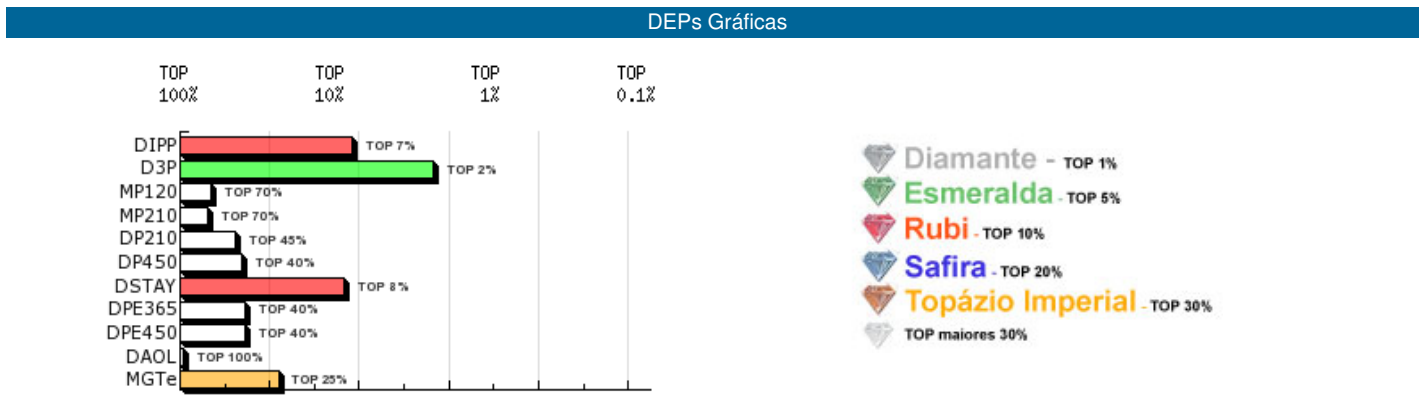 DEPs Gráficas
TOP 100%
TOP 10%
TOP 1%
TOP 0.1%
DIPP TOP 7%
D3P TOP 2%
MP120 TOP 70%
MP210 TOP 70%
DP210 TOP 45%
DP450 TOP 40%
DSTAY TOP 8%
DPE365 TOP 40%
DPE450 TOP 40%
DAOL TOP 100%
MGTe TOP 25%
Diamante - TOP 1%
Esmeralda - TOP 5%
Rubi - TOP 10%
Safira - TOP 20%
Topázio Imperial - TOP 30%
TOP maiores 30%